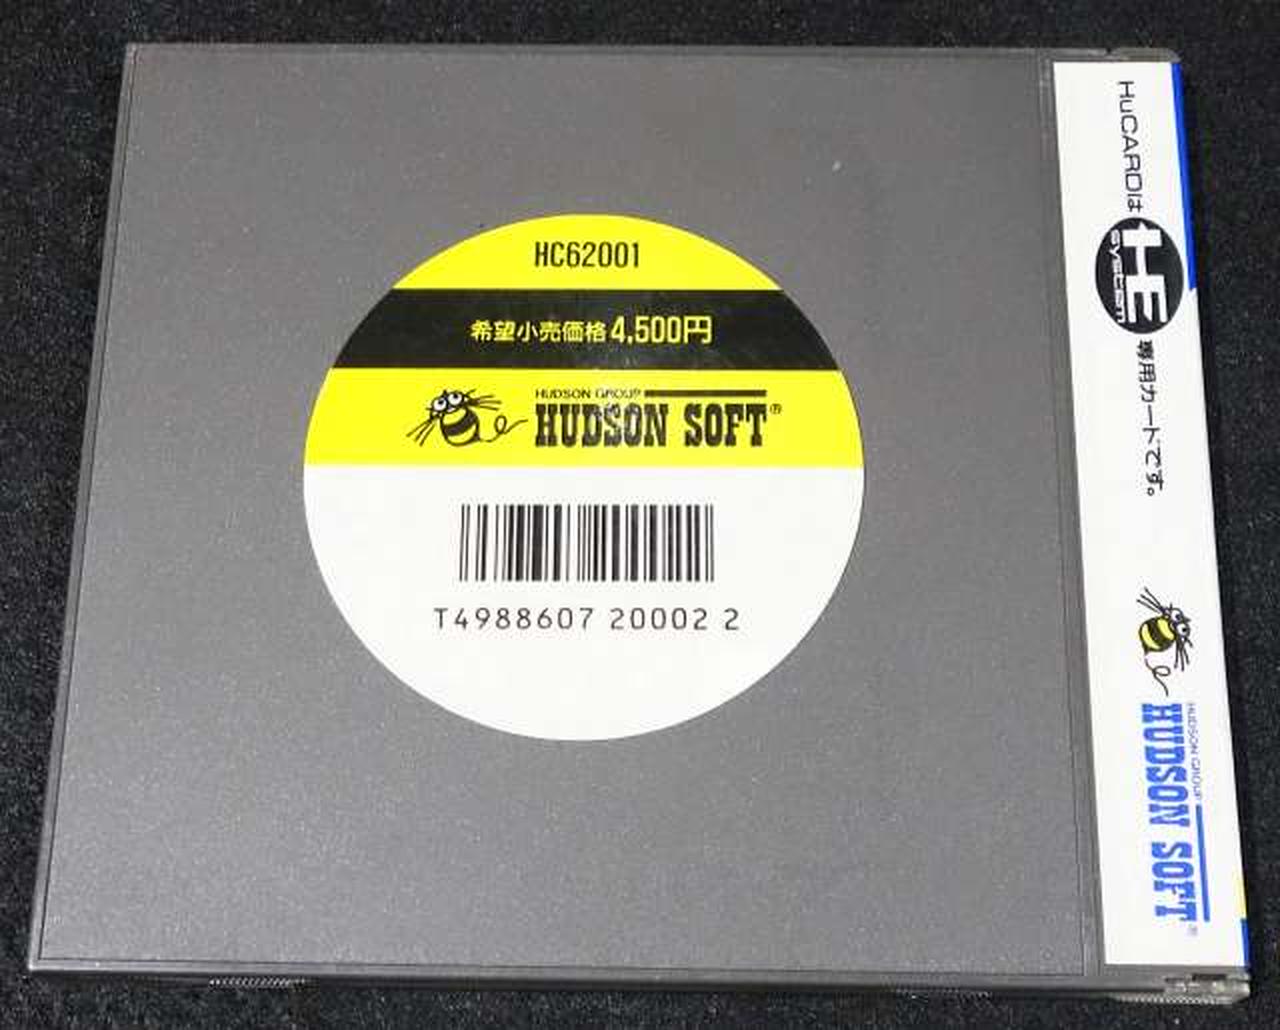 HC62001
希望小売価格 4,500円
HUDSON GROUP
HUDSON SOFT®
T4988607 20002 2
HuCARDは
HE
system
専用カードです。
HUDSON GROUP
HUDSON SOFT®